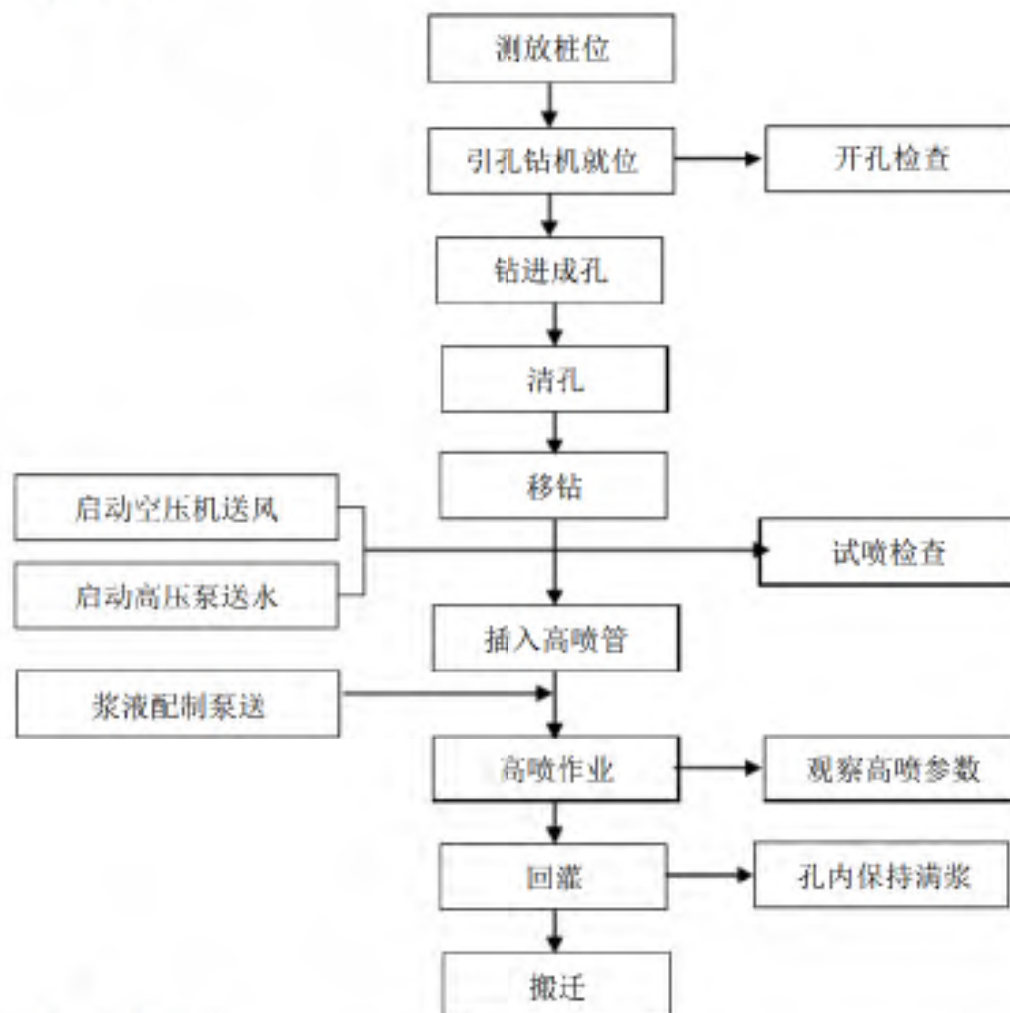 测放桩位
引孔钻机就位
开孔检查
钻进成孔
清孔
移钻
启动空压机送风
试喷检查
启动高压泵送水
插入高喷管
浆液配制泵送
高喷作业
观察高喷参数
回灌
孔内保持满浆
搬迁